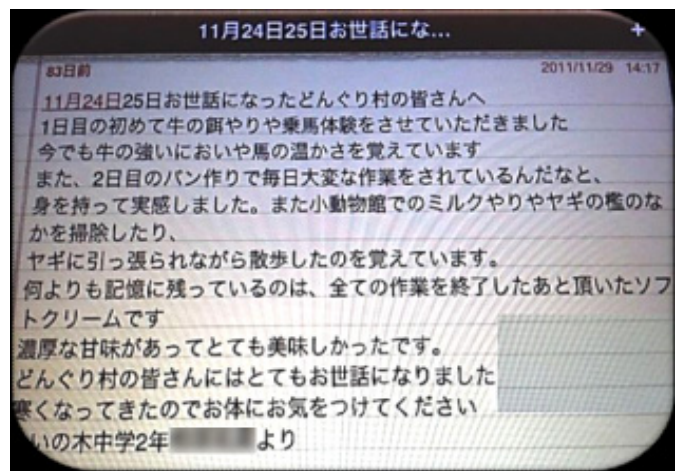 11月24日25日お世話にな... +
83日前 2011/11/29 14:17
11月24日25日お世話になったどんぐり村の皆さんへ
1日目の初めて牛の餌やりや乗馬体験をさせていただきました
今でも牛の強いにおいや馬の温かさを覚えています
また、2日目のパン作りで毎日大変な作業をされているんだなと、
身を持って実感しました。また小動物館でのミルクやりやヤギの檻のな
かを掃除したり、
ヤギに引っ張られながら散歩したのを覚えています。
何よりも記憶に残っているのは、全ての作業を終了したあと頂いたソフ
トクリームです
濃厚な甘味があってとても美味しかったです。
どんぐり村の皆さんにはとてもお世話になりました
寒くなってきたのでお体にお気をつけてください
いの木中学2年 より